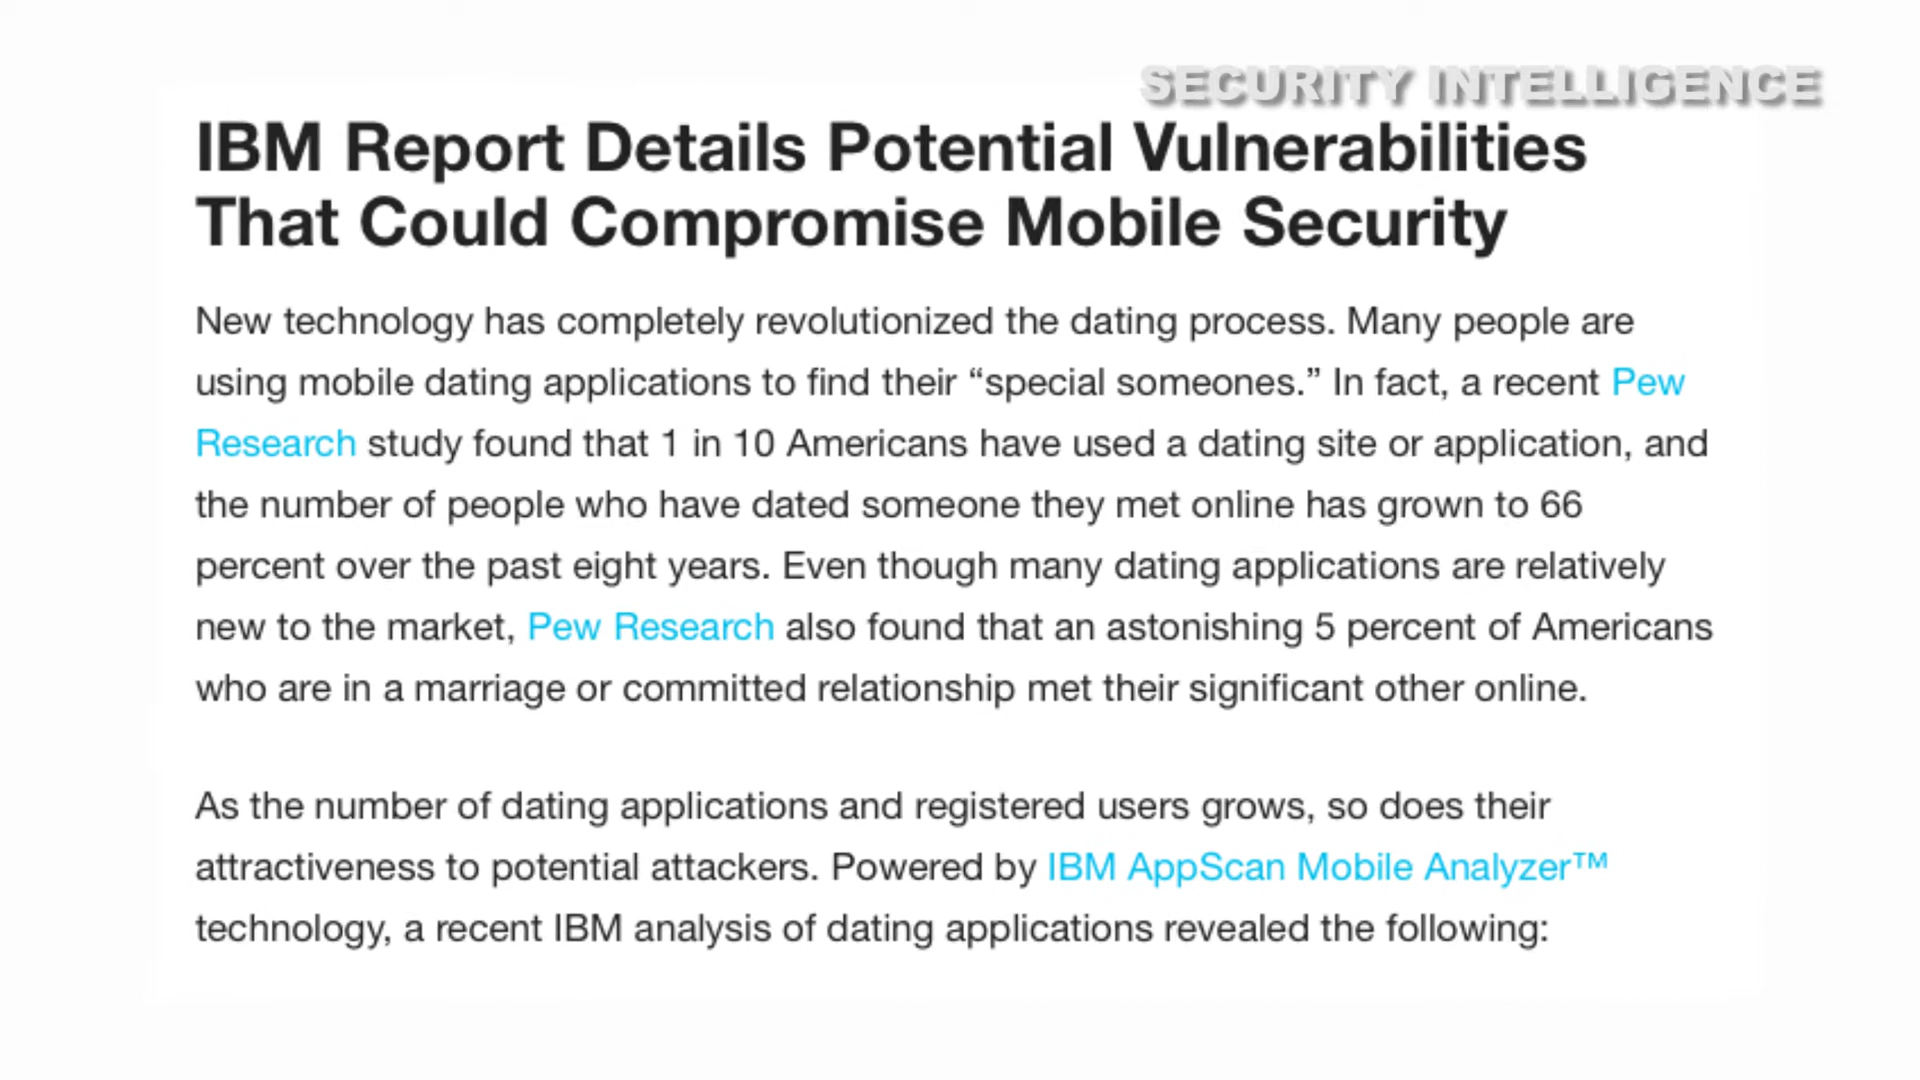 SECURITY INTELLIGENCE
IBM Report Details Potential Vulnerabilities
That Could Compromise Mobile Security
New technology has completely revolutionized the dating process. Many people are
using mobile dating applications to find their “special someones.” In fact, a recent Pew
Research study found that 1 in 10 Americans have used a dating site or application, and
the number of people who have dated someone they met online has grown to 66
percent over the past eight years. Even though many dating applications are relatively
new to the market, Pew Research also found that an astonishing 5 percent of Americans
who are in a marriage or committed relationship met their significant other online.
As the number of dating applications and registered users grows, so does their
attractiveness to potential attackers. Powered by IBM AppScan Mobile Analyzer™
technology, a recent IBM analysis of dating applications revealed the following: